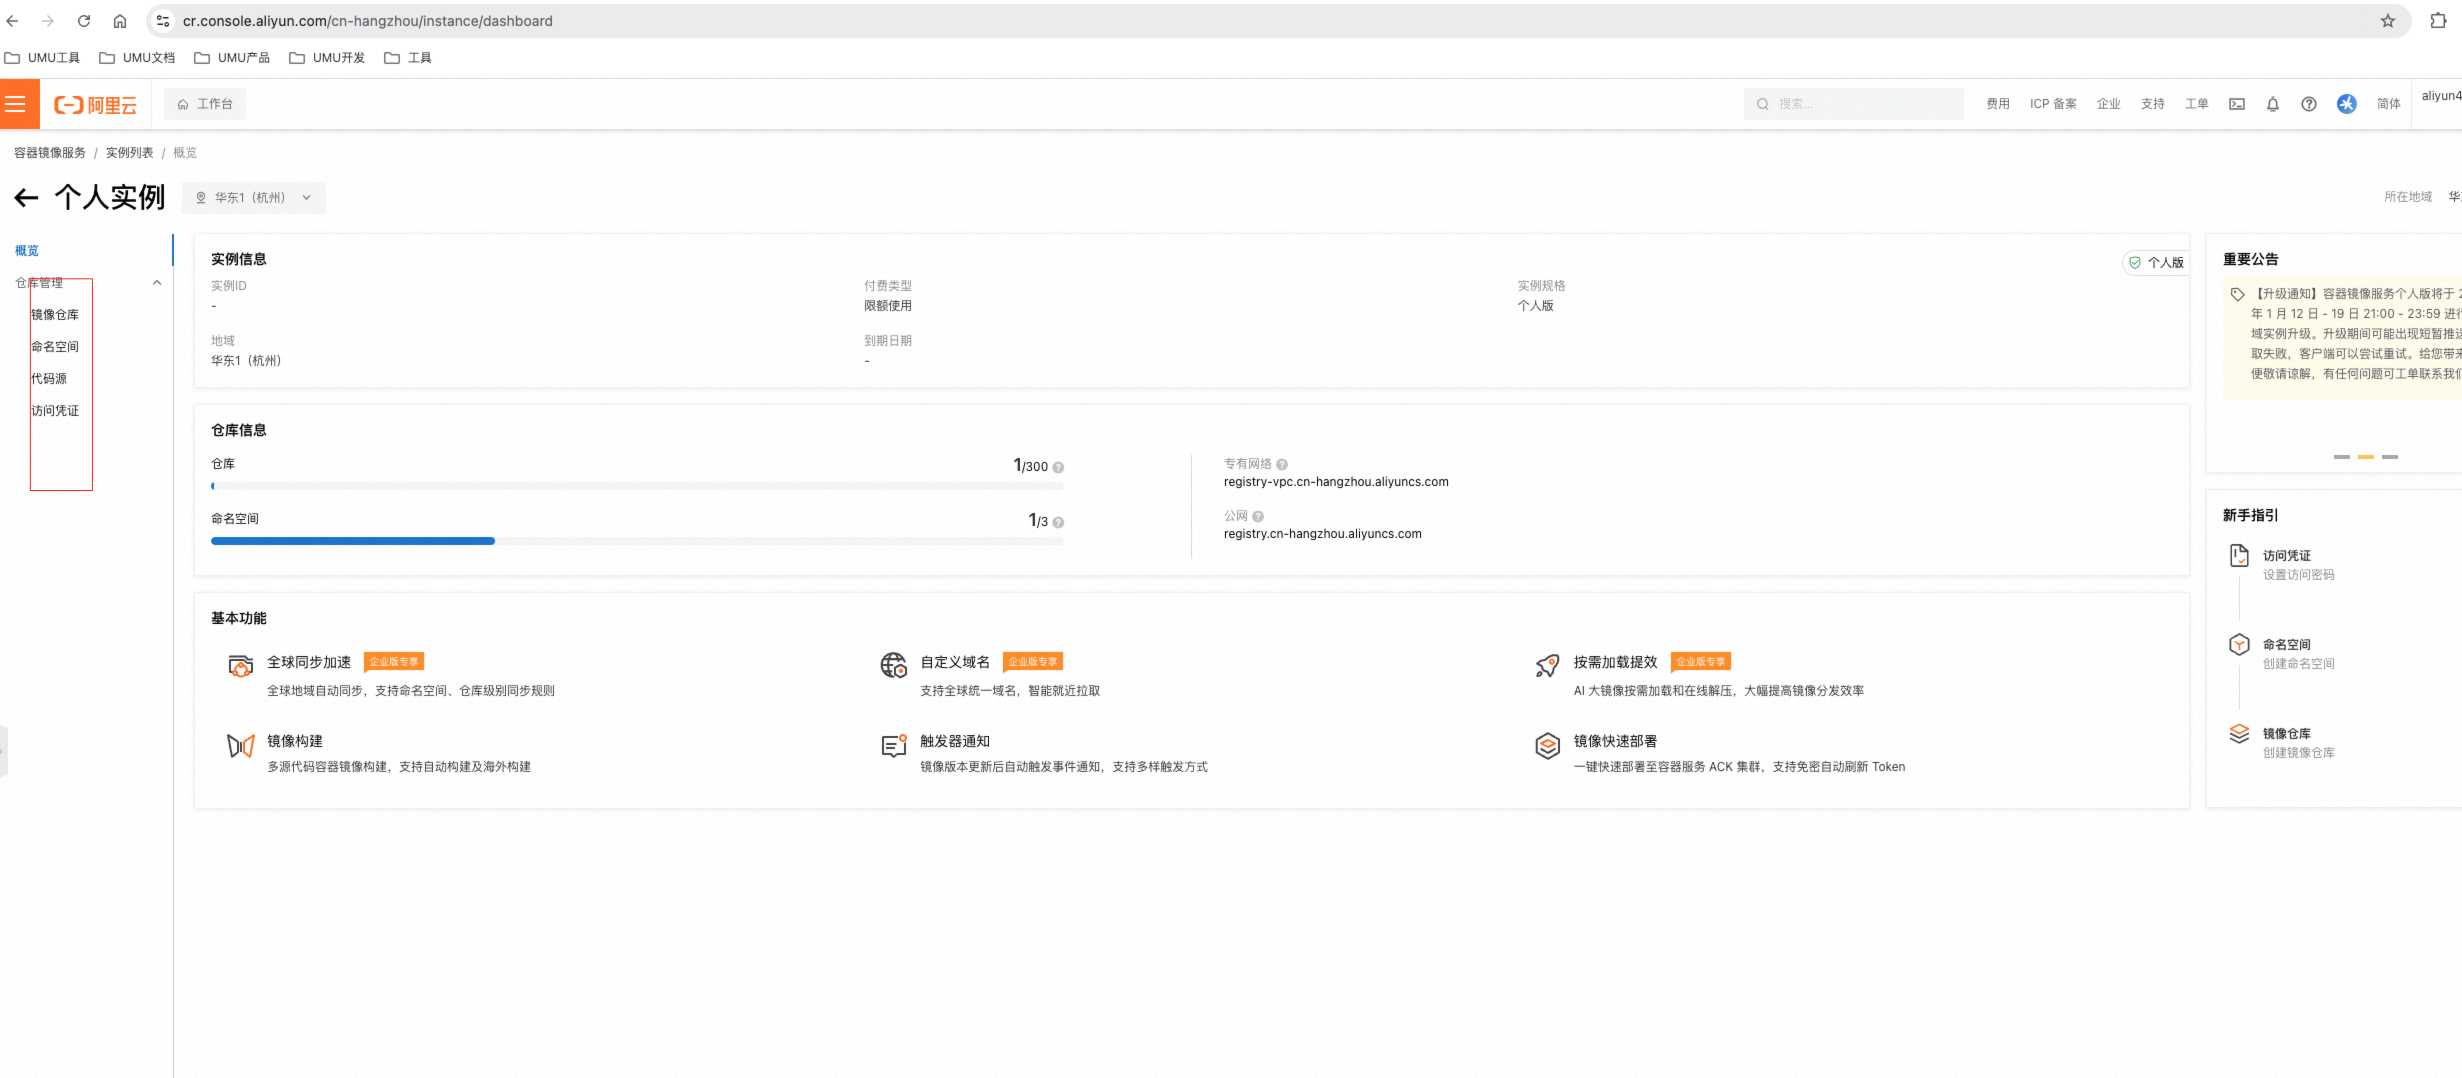 cr.console.aliyun.com/cn-hangzhou/instance/dashboard
UMU工具 UMU文档 UMU产品 UMU开发 工具
阿里云 工作台 搜索... 费用 ICP 备案 企业 支持 工单 简体 aliyun4
容器镜像服务 / 实例列表 / 概览
个人实例 华东1（杭州） 所在地域 华
概览
仓库管理
镜像仓库
命名空间
代码源
访问凭证
实例信息 个人版
实例ID 付费类型 实例规格
- 限额使用 个人版
地域 到期日期
华东1（杭州） -
仓库信息
仓库 1/300
命名空间 1/3
专有网络
registry-vpc.cn-hangzhou.aliyuncs.com
公网
registry.cn-hangzhou.aliyuncs.com
基本功能
全球同步加速 企业版专享
全球地域自动同步，支持命名空间、仓库级别同步规则
自定义域名 企业版专享
支持全球统一域名，智能就近拉取
按需加载提效 企业版专享
AI 大镜像按需加载和在线解压，大幅提高镜像分发效率
镜像构建
多源代码容器镜像构建，支持自动构建及海外构建
触发器通知
镜像版本更新后自动触发事件通知，支持多样触发方式
镜像快速部署
一键快速部署至容器服务 ACK 集群，支持免密自动刷新 Token
重要公告
【升级通知】容器镜像服务个人版将于 2
年 1 月 12 日 - 19 日 21:00 - 23:59 进行
域实例升级。升级期间可能出现短暂推送
取失败，客户端可以尝试重试。给您带来
便敬请谅解，有任何问题可工单联系我们
新手指引
访问凭证
设置访问密码
命名空间
创建命名空间
镜像仓库
创建镜像仓库